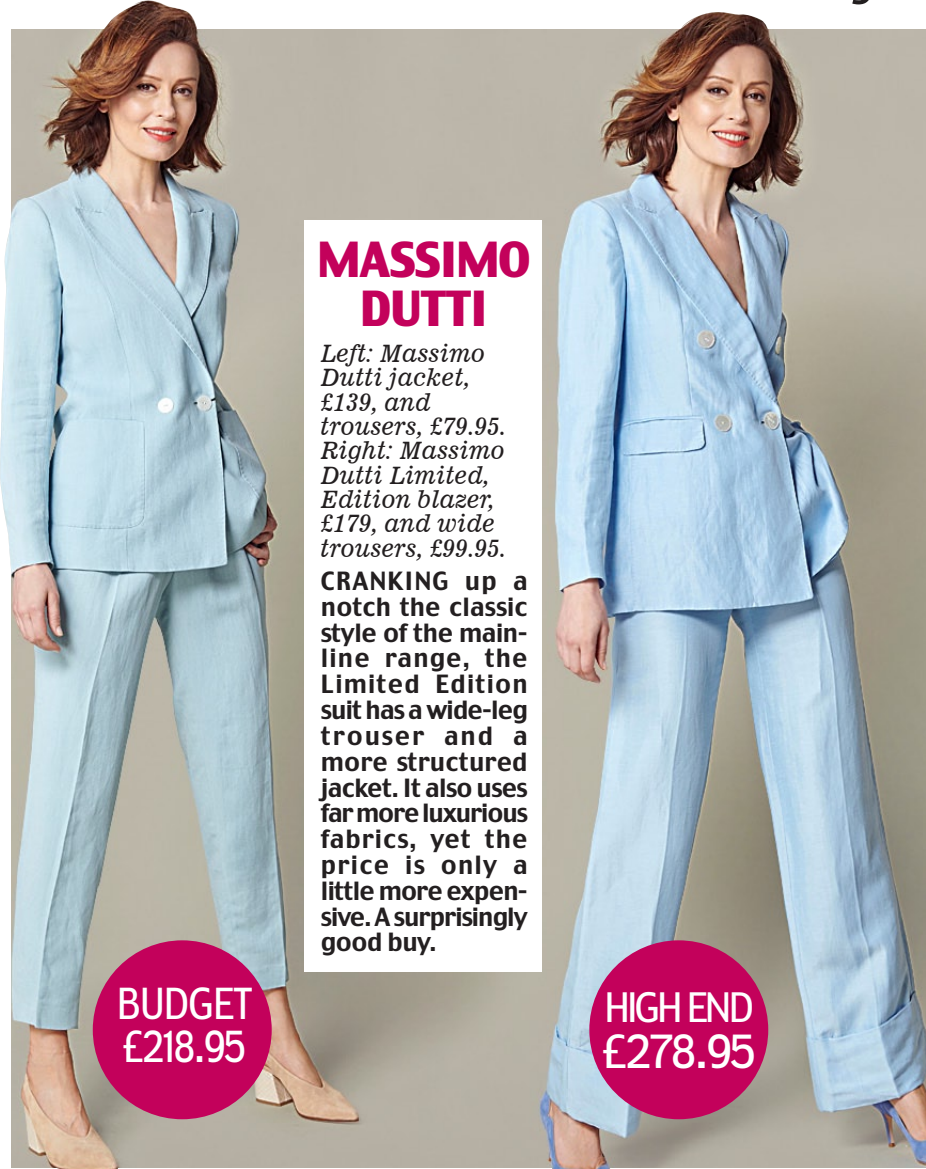 MASSIMO
DUTTI
Left: Massimo
Dutti jacket,
£139, and
trousers, £79.95.
Right: Massimo
Dutti Limited,
Edition blazer,
£179, and wide
trousers, £99.95.
CRANKING up a
notch the classic
style of the main-
line range, the
Limited Edition
suit has a wide-leg
trouser and a
more structured
jacket. It also uses
far more luxurious
fabrics, yet the
price is only a
little more expen-
sive. A surprisingly
good buy.
BUDGET
£218.95
HIGH END
£278.95